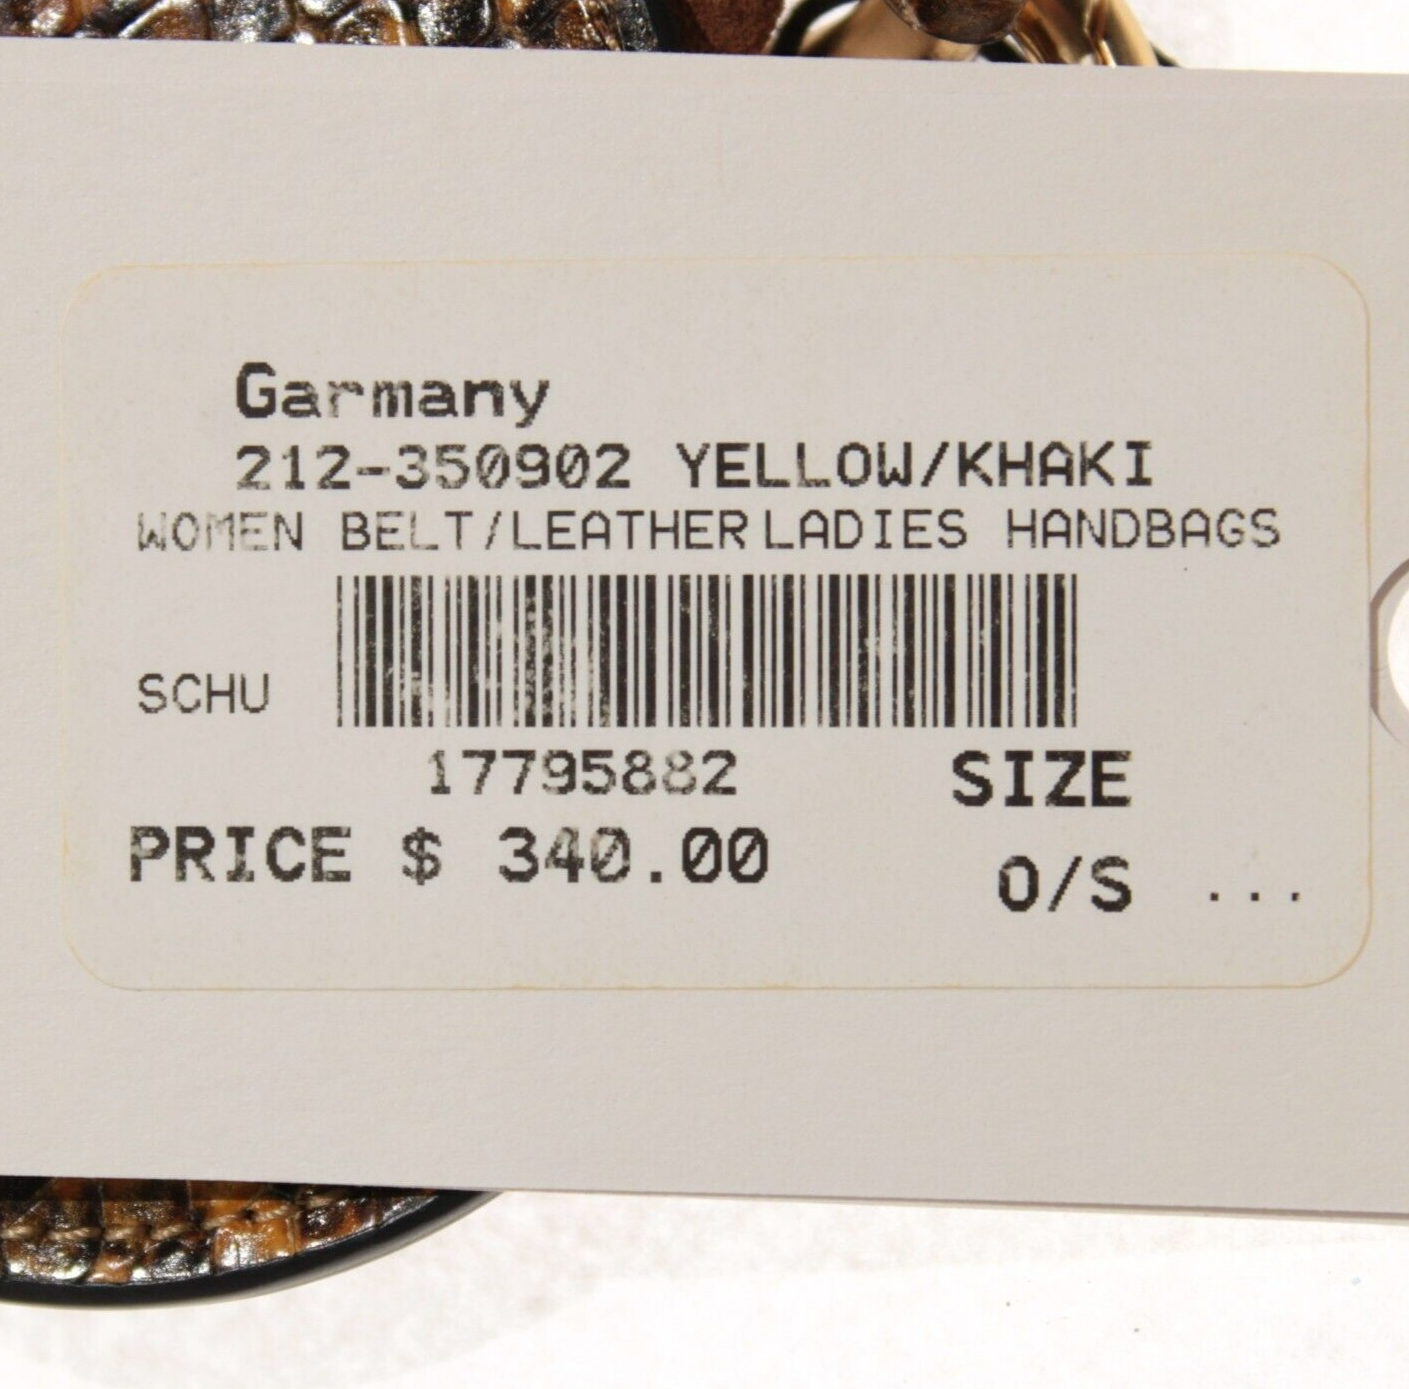 Garmany
212-350902 YELLOW/KHAKI
WOMEN BELT/LEATHER LADIES HANDBAGS
SCHU
17795882 SIZE
PRICE $ 340.00 O/S ...